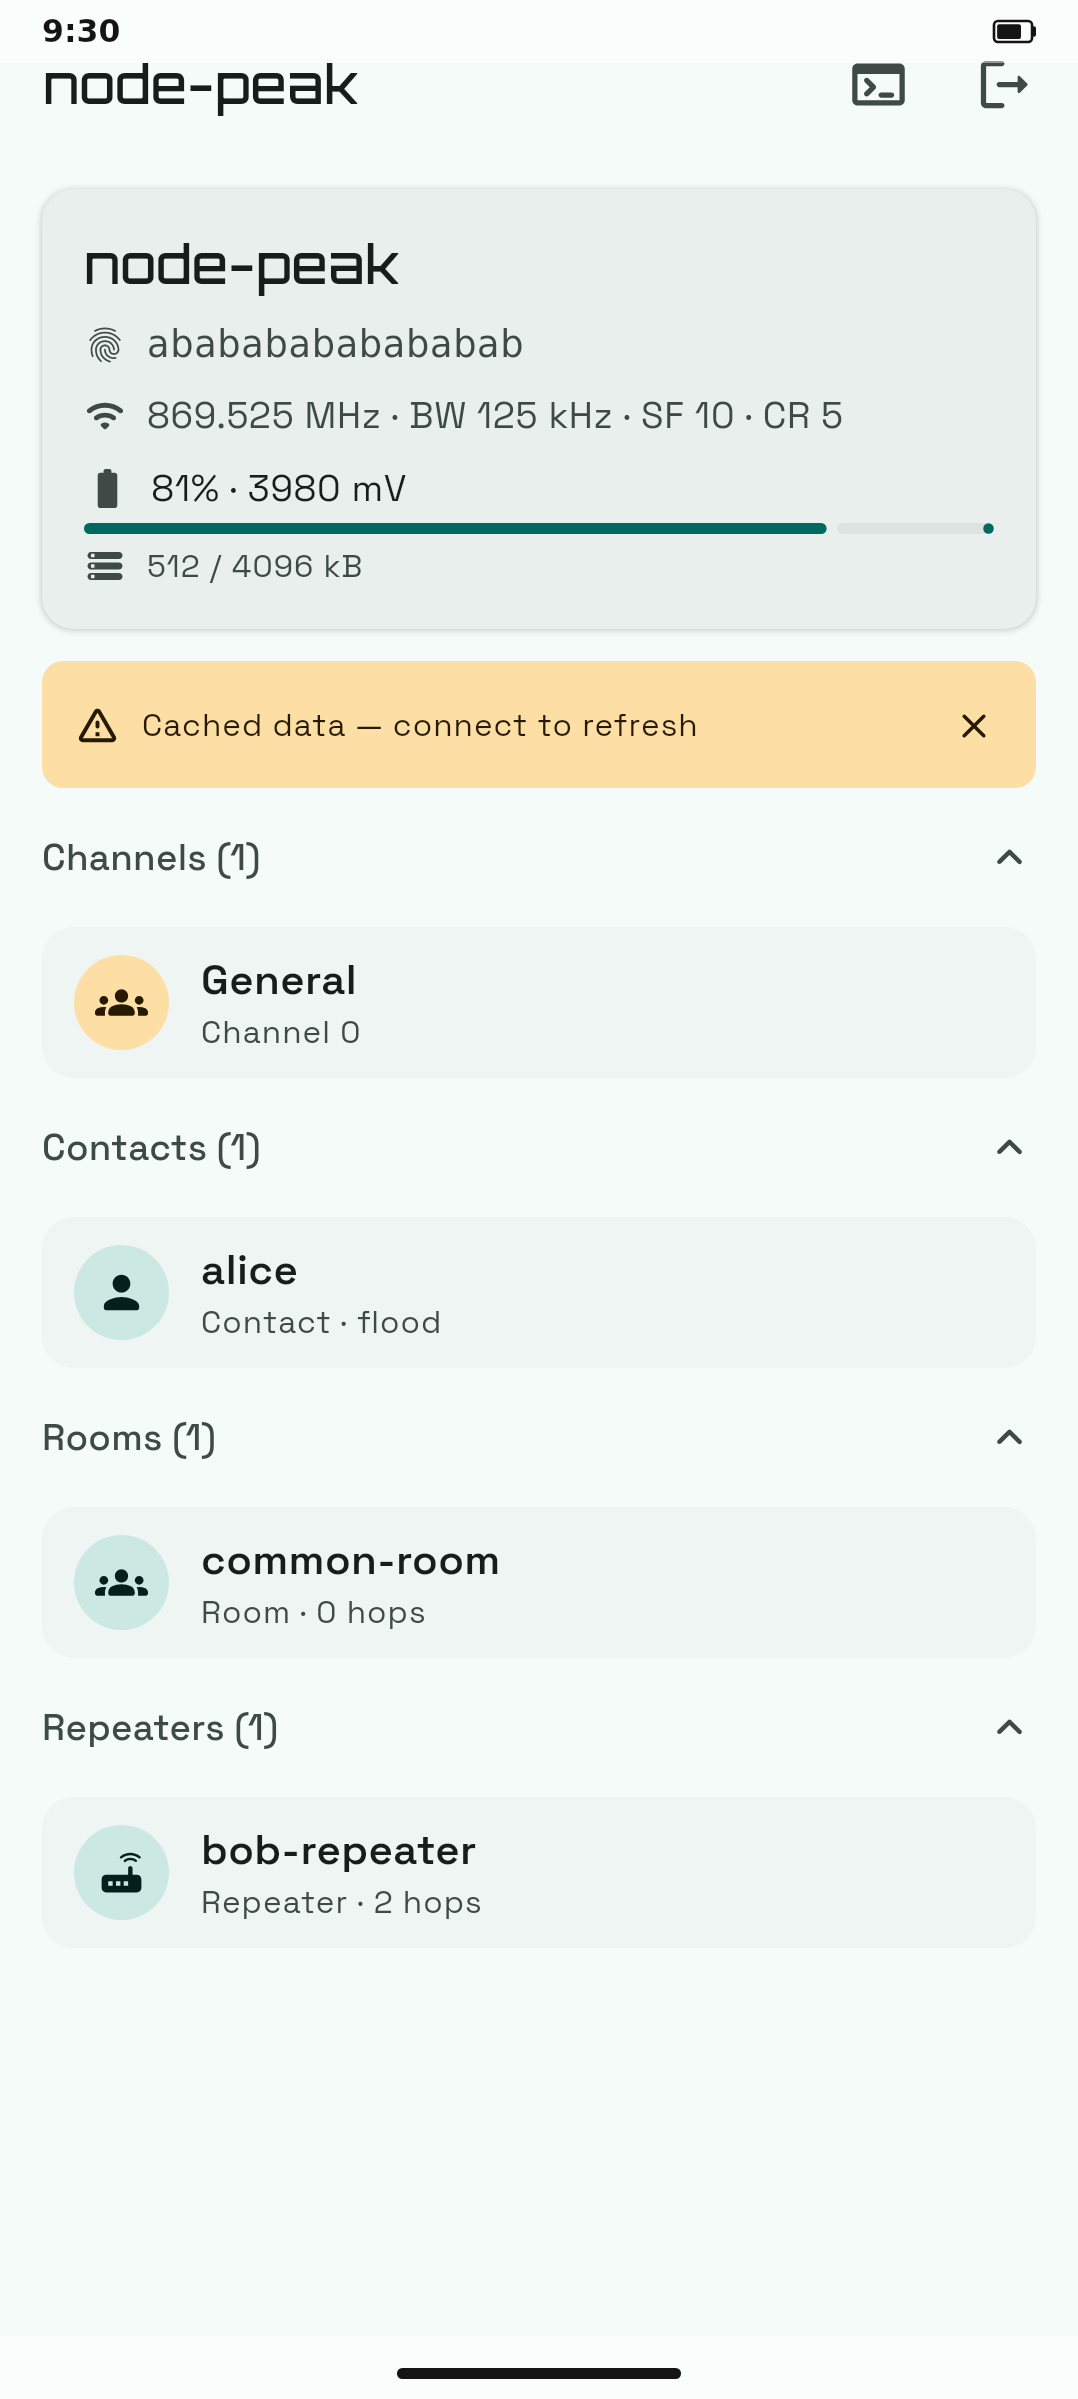 9:30
node-peak
node-peak
abababababababab
869.525 MHz · BW 125 kHz · SF 10 · CR 5
81% · 3980 mV
512 / 4096 kB
Cached data — connect to refresh
Channels (1)
General
Channel 0
Contacts (1)
alice
Contact · flood
Rooms (1)
common-room
Room · 0 hops
Repeaters (1)
bob-repeater
Repeater · 2 hops